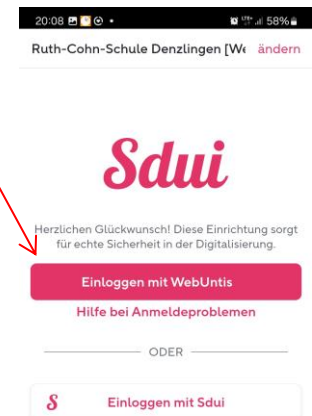 20:08
58%
Ruth-Cohn-Schule Denzlingen [We ändern
Sdui
Herzlichen Glückwunsch! Diese Einrichtung sorgt
für echte Sicherheit in der Digitalisierung.
Einloggen mit WebUntis
Hilfe bei Anmeldeproblemen
ODER
S Einloggen mit Sdui